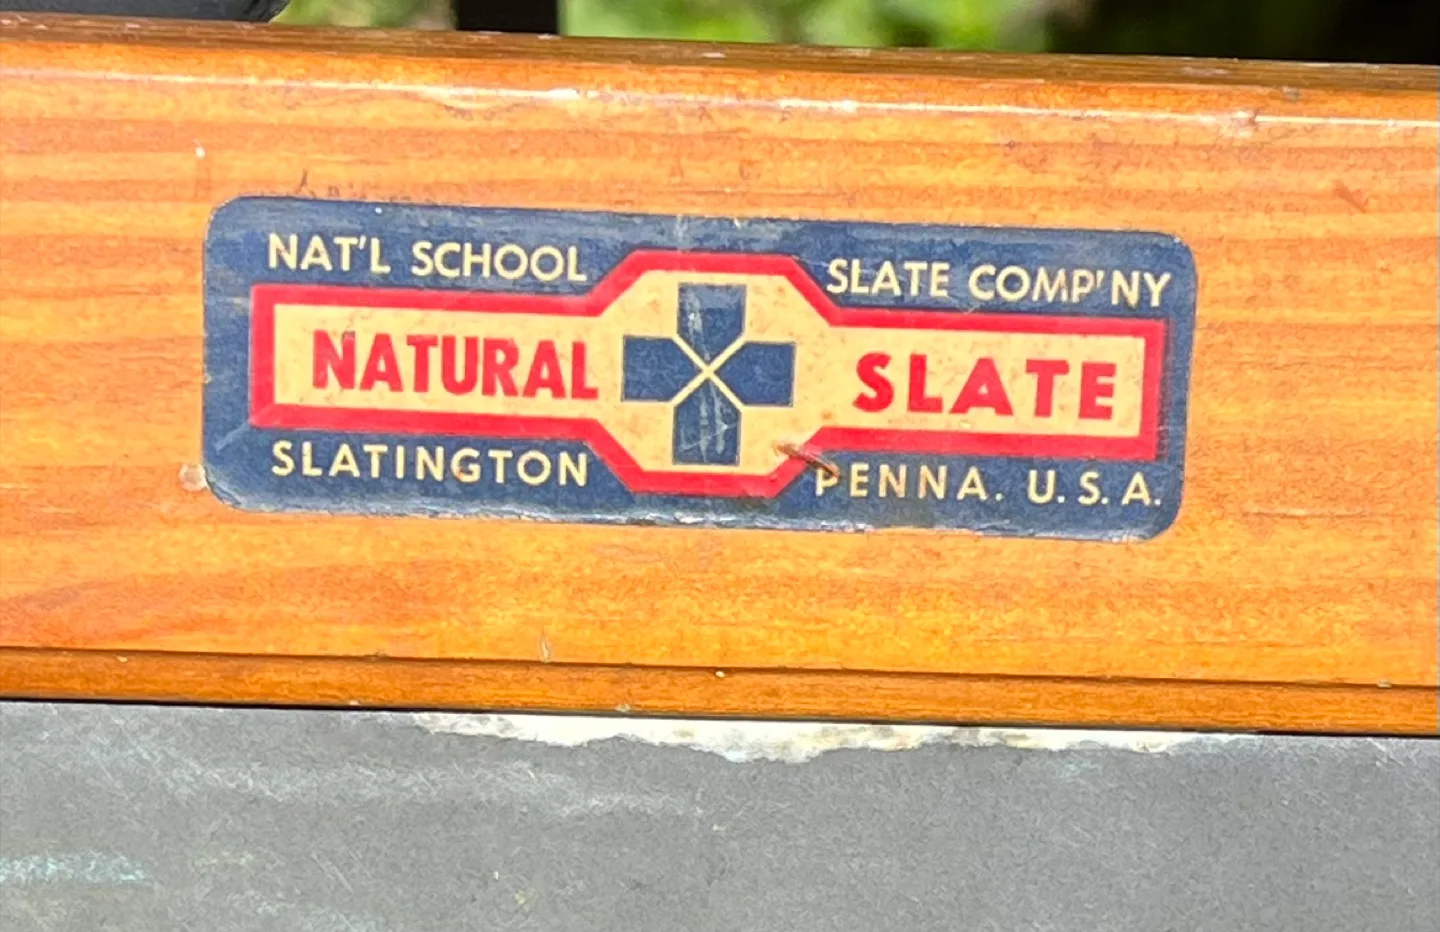 NAT'L SCHOOL SLATE COMP'NY
NATURAL SLATE
SLATINGTON PENNA. U.S.A.